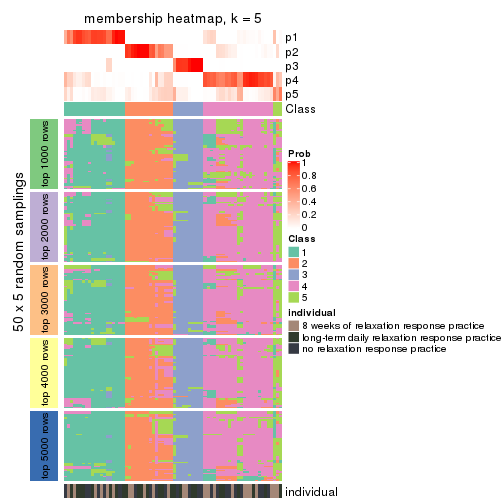 membership heatmap, k = 5
p1
p2
p3
p4
p5
Class
50 x 5 random samplings
top 1000 rows
top 2000 rows
top 3000 rows
top 4000 rows
top 5000 rows
Prob
1
0.8
0.6
0.4
0.2
0
Class
1
2
3
4
5
individual
8 weeks of relaxation response practice
long-term daily relaxation response practice
no relaxation response practice
individual